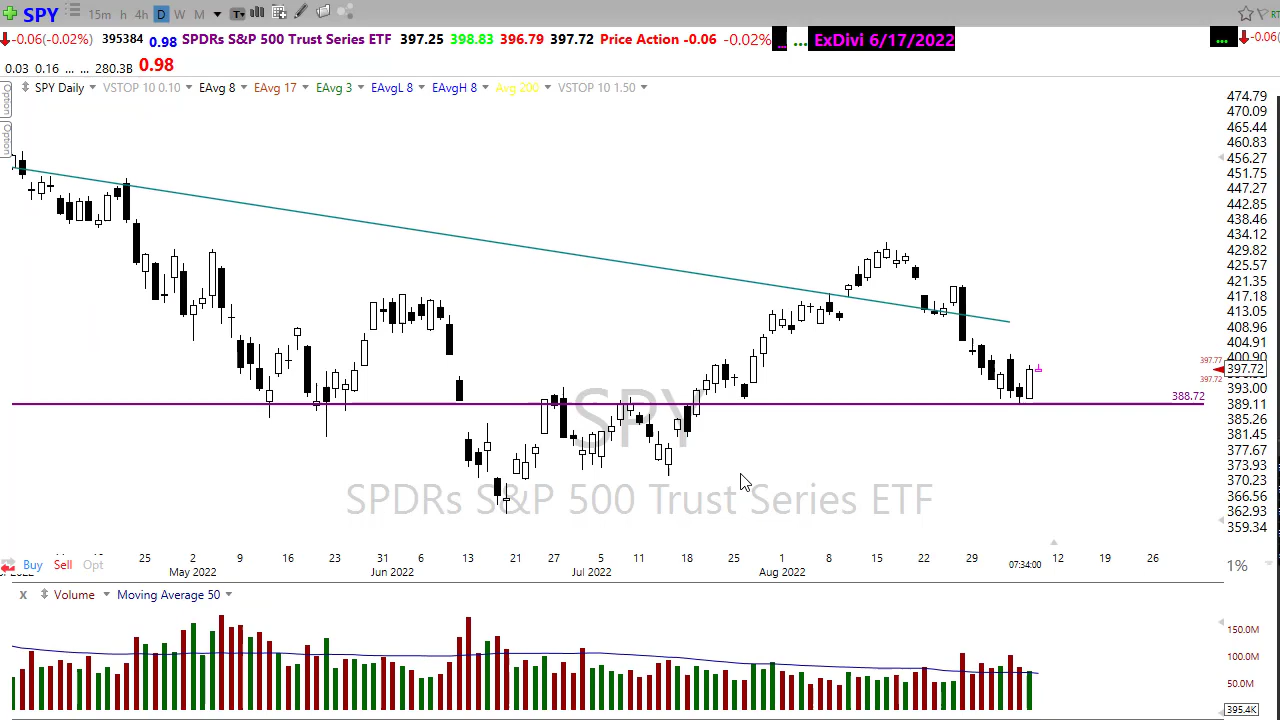 SPY 15m h 4h D W M T
-0.06(-0.02%) 395384 0.98 SPDRs S&P 500 Trust Series ETF 397.25 398.83 396.79 397.72 Price Action -0.06 -0.02% ... ... ExDivi 6/17/2022 ... -0.06(
0.03 0.16 ... ... 280.3B 0.98
SPY Daily VSTOP 10 0.10 EAvg 8 EAvg 17 EAvg 3 EAvgL 8 EAvgH 8 Avg 200 VSTOP 10 1.50
Option
Option
474.79
470.09
465.44
460.83
456.27
451.75
447.27
442.85
438.46
434.12
429.82
425.57
421.35
417.18
413.05
408.96
404.91
400.90
397.77
397.72
397.72
393.00
388.72
389.11
385.26
381.45
377.67
373.93
370.23
366.56
362.93
359.34
SPY
SPDRs S&P 500 Trust Series ETF
25 2 9 16 23 31 6 13 21 27 5 11 18 25 1 8 15 22 29 12 19 26
Buy Sell Opt
May 2022 Jun 2022 Jul 2022 Aug 2022 07:34:00 1%
x Volume Moving Average 50
150.0M
100.0M
50.0M
395.4K